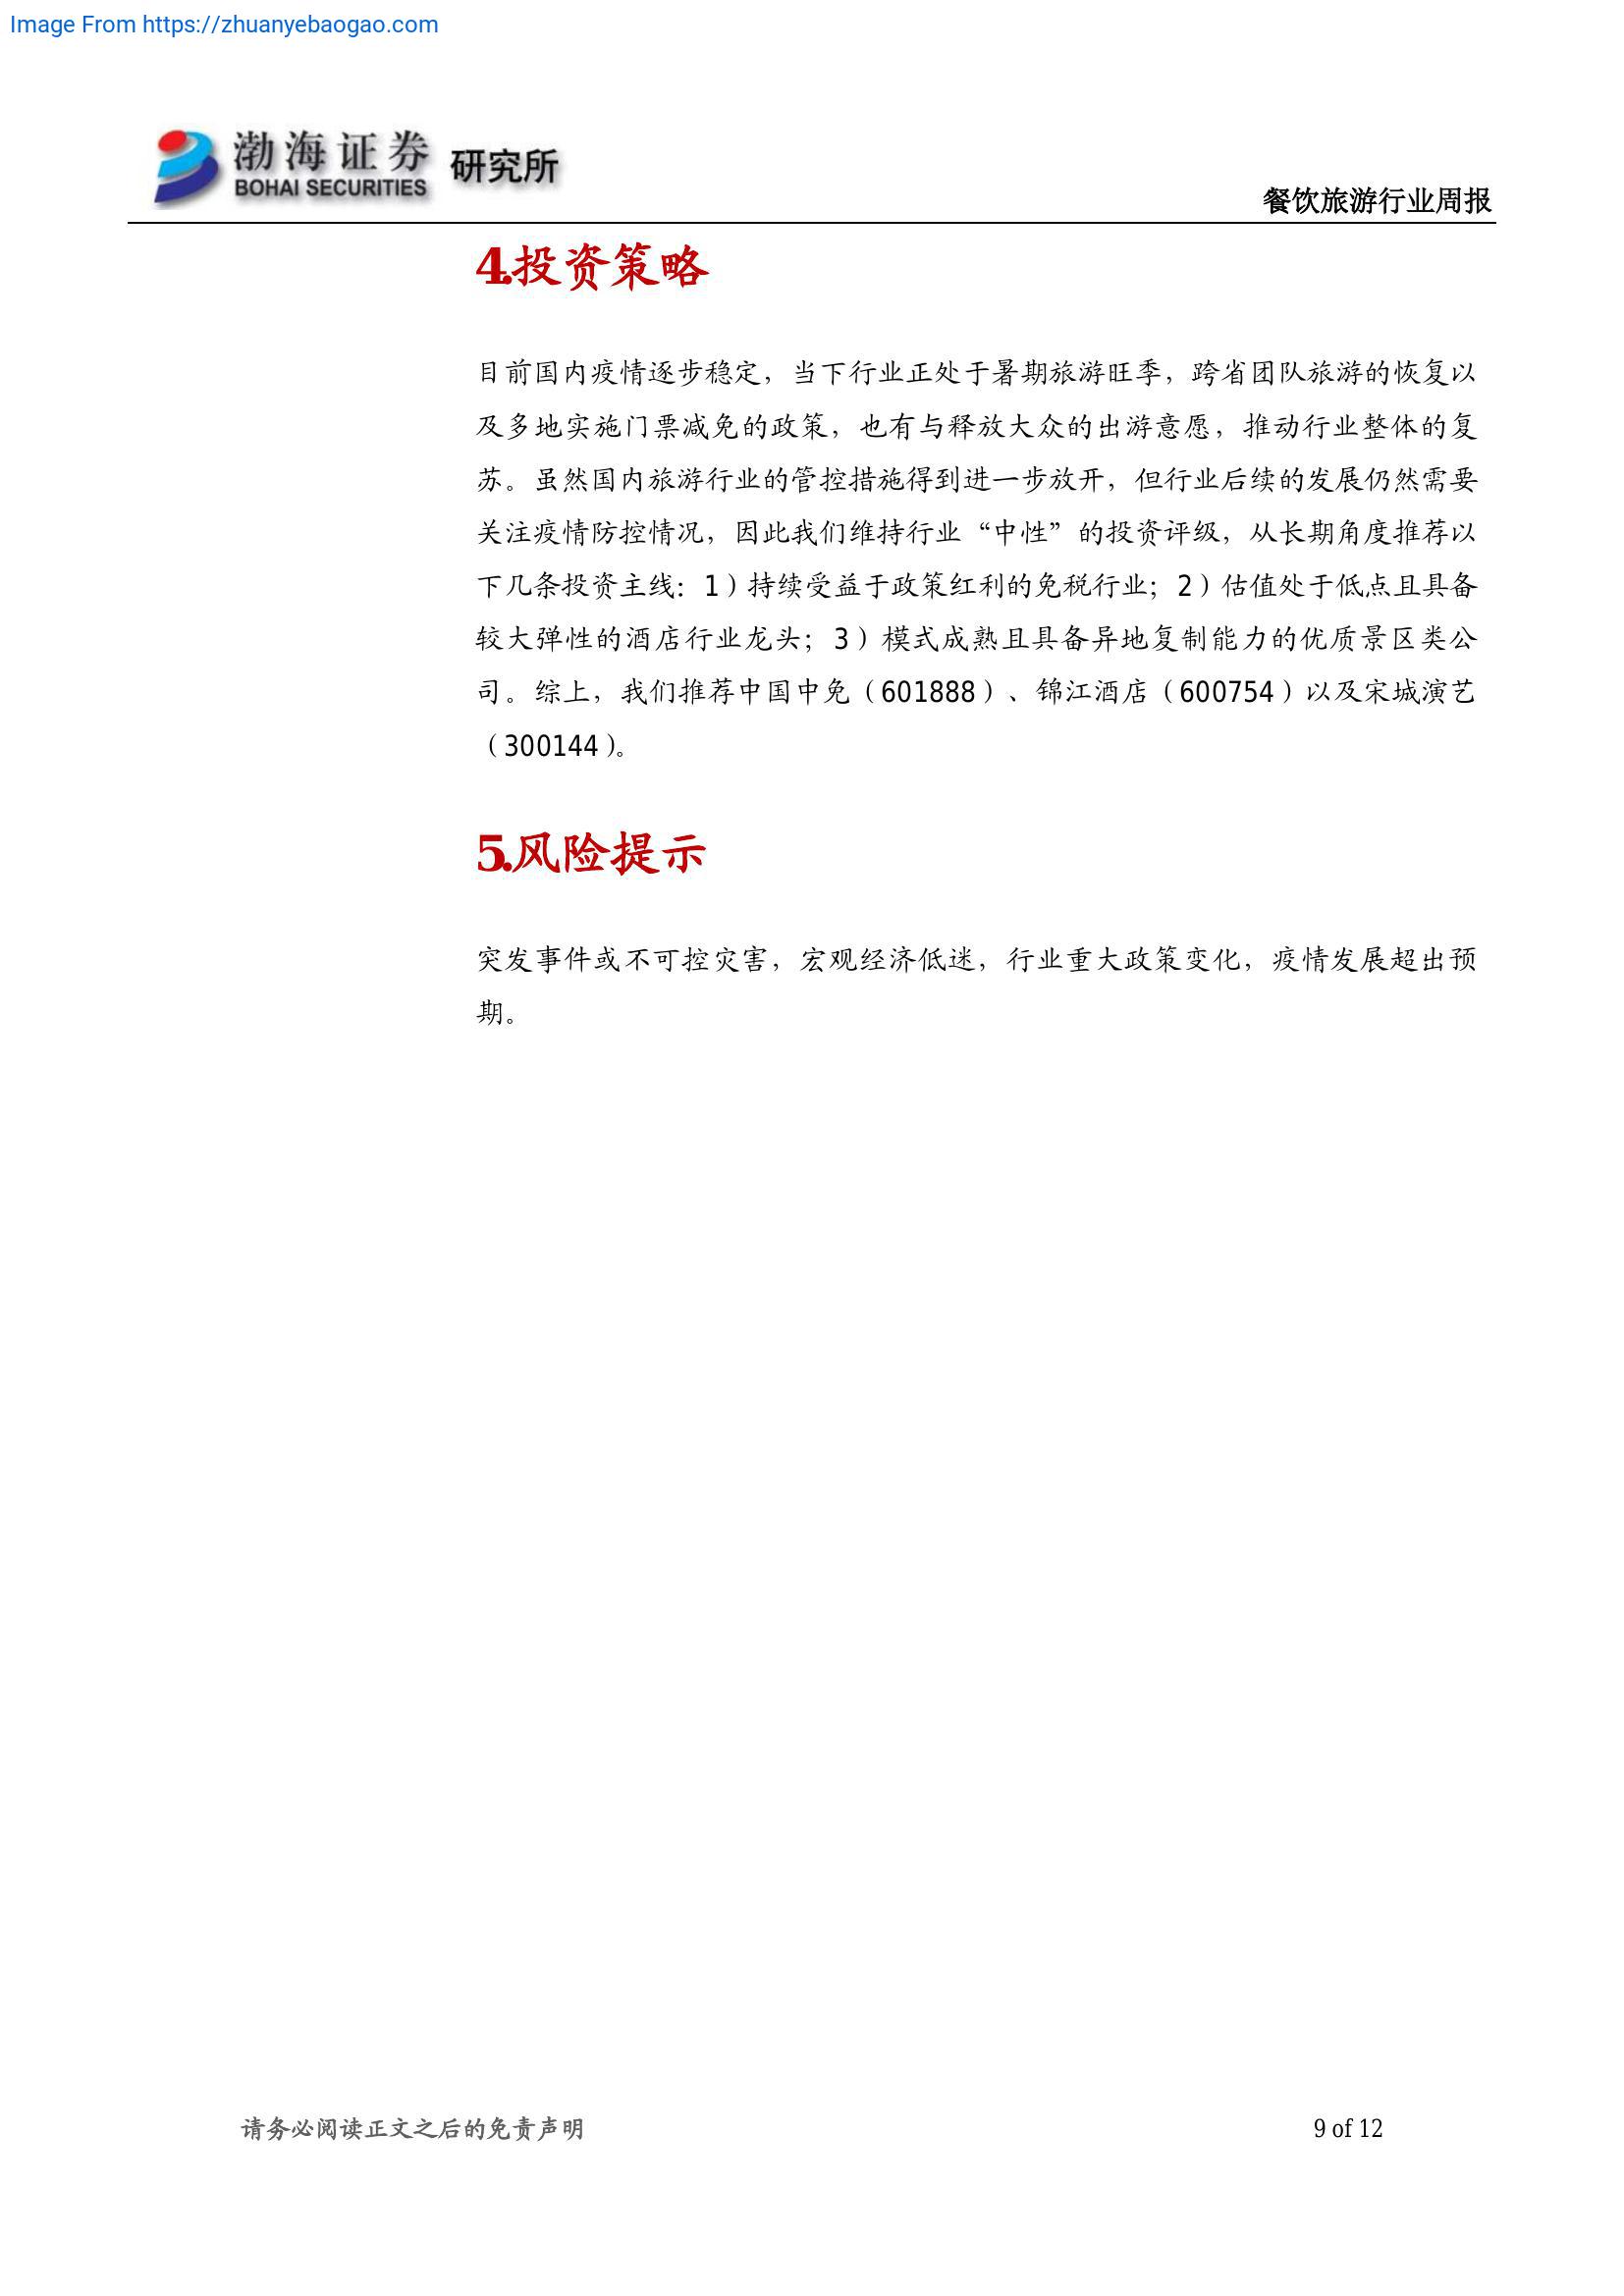 Image From https://zhuanyebaogao.com
渤海证券 研究所
BOHAI SECURITIES
餐饮旅游行业周报
4.投资策略
目前国内疫情逐步稳定，当下行业正处于暑期旅游旺季，跨省团队旅游的恢复以
及多地实施门票减免的政策，也有与释放大众的出游意愿，推动行业整体的复
苏。虽然国内旅游行业的管控措施得到进一步放开，但行业后续的发展仍然需要
关注疫情防控情况，因此我们维持行业“中性”的投资评级，从长期角度推荐以
下几条投资主线：1）持续受益于政策红利的免税行业；2）估值处于低点且具备
较大弹性的酒店行业龙头；3）模式成熟且具备异地复制能力的优质景区类公
司。综上，我们推荐中国中免（601888）、锦江酒店（600754）以及宋城演艺
（300144）。
5.风险提示
突发事件或不可控灾害，宏观经济低迷，行业重大政策变化，疫情发展超出预
期。
请务必阅读正文之后的免责声明
9 of 12